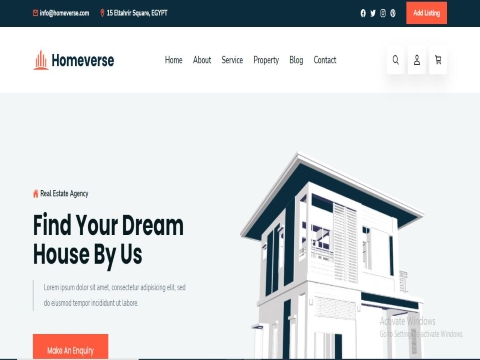 info@homeverse.com
15 Eltahrir Square, EGYPT
Add Listing
Homeverse
Home About Service Property Blog Contact
Real Estate Agency
Find Your Dream
House By Us
Lorem ipsum dolor sit amet, consectetur adipisicing elit, sed
do eiusmod tempor incididunt ut labore.
Make An Enquiry
Activate Windows
Go to Settings to activate Windows.